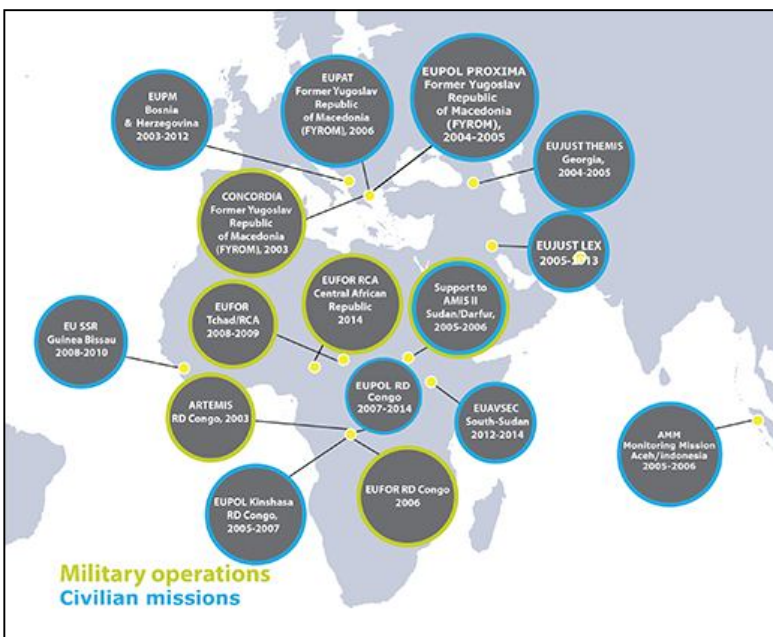 EUPM
Bosnia
& Herzegovina
2003-2012
EUPAT
Former Yugoslav
Republic
of Macedonia
(FYROM), 2006
EUPOL PROXIMA
Former Yugoslav
Republic
of Macedonia
(FYROM),
2004-2005
EUJUST THEMIS
Georgia,
2004-2005
CONCORDIA
Former Yugoslav
Republic
of Macedonia
(FYROM), 2003
EUJUST LEX
2005-2013
EUFOR
Tchad/RCA
2008-2009
EUFOR RCA
Central African
Republic
2014
Support to
AMIS II
Sudan/Darfur,
2005-2006
EU SSR
Guinea Bissau
2008-2010
ARTEMIS
RD Congo, 2003
EUPOL RD
Congo
2007-2014
EUAVSEC
South-Sudan
2012-2014
AMM
Monitoring Mission
Aceh/indonesia
2005-2006
EUPOL Kinshasa
RD Congo,
2005-2007
EUFOR RD Congo
2006
Military operations
Civilian missions